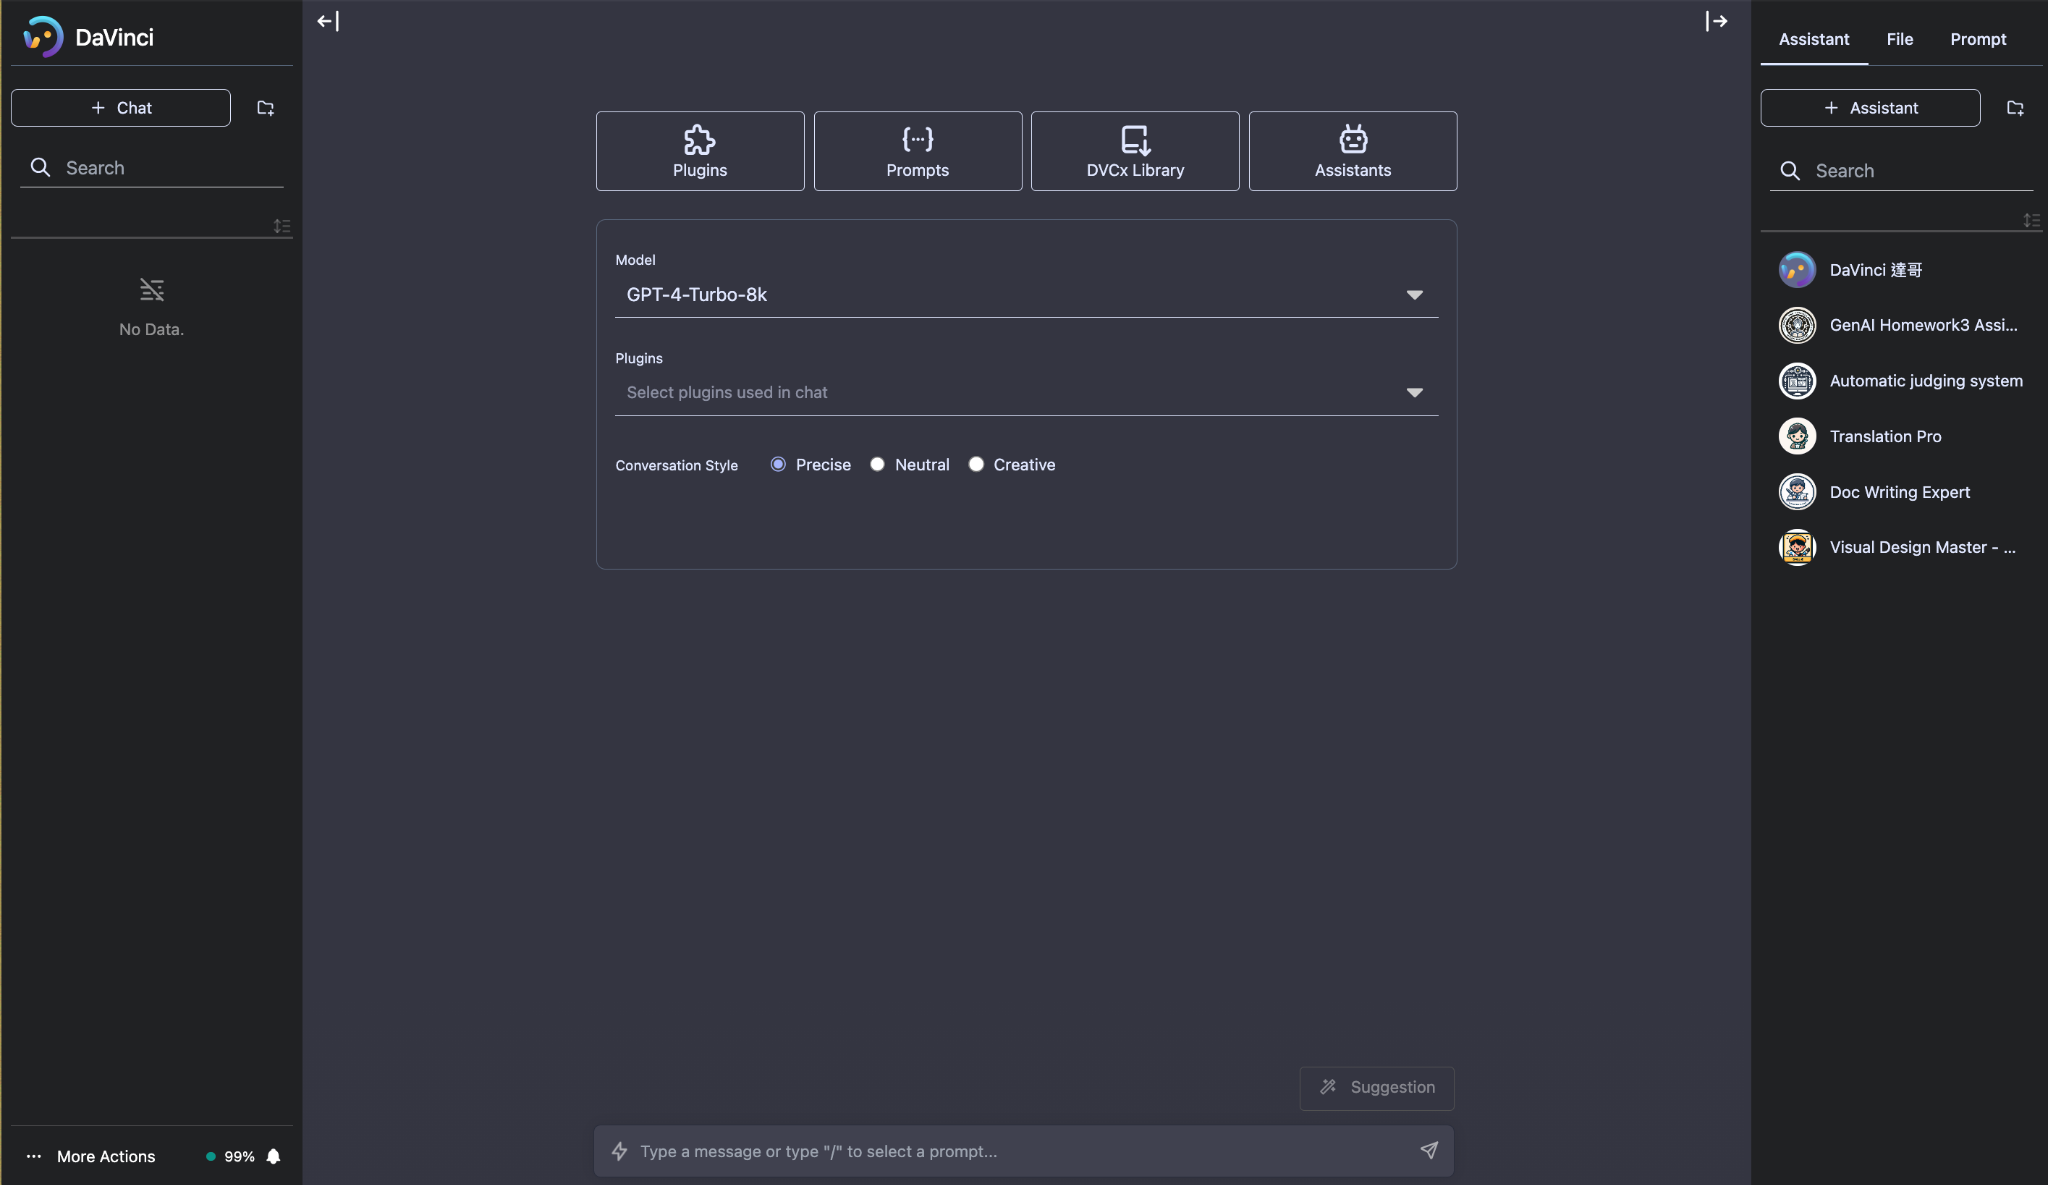 DaVinci
+ Chat
Search
No Data.
More Actions
99%
Plugins
Prompts
DVCx Library
Assistants
Model
GPT-4-Turbo-8k
Plugins
Select plugins used in chat
Conversation Style Precise Neutral Creative
Suggestion
Type a message or type "/" to select a prompt...
Assistant File Prompt
+ Assistant
Search
DaVinci 達哥
GenAI Homework3 Assi...
Automatic judging system
Translation Pro
Doc Writing Expert
Visual Design Master - ...